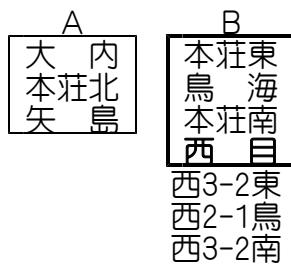 A
大 内
本荘北
矢 島
B
本荘東
鳥 海
本荘南
西 目
西3-2東
西2-1鳥
西3-2南